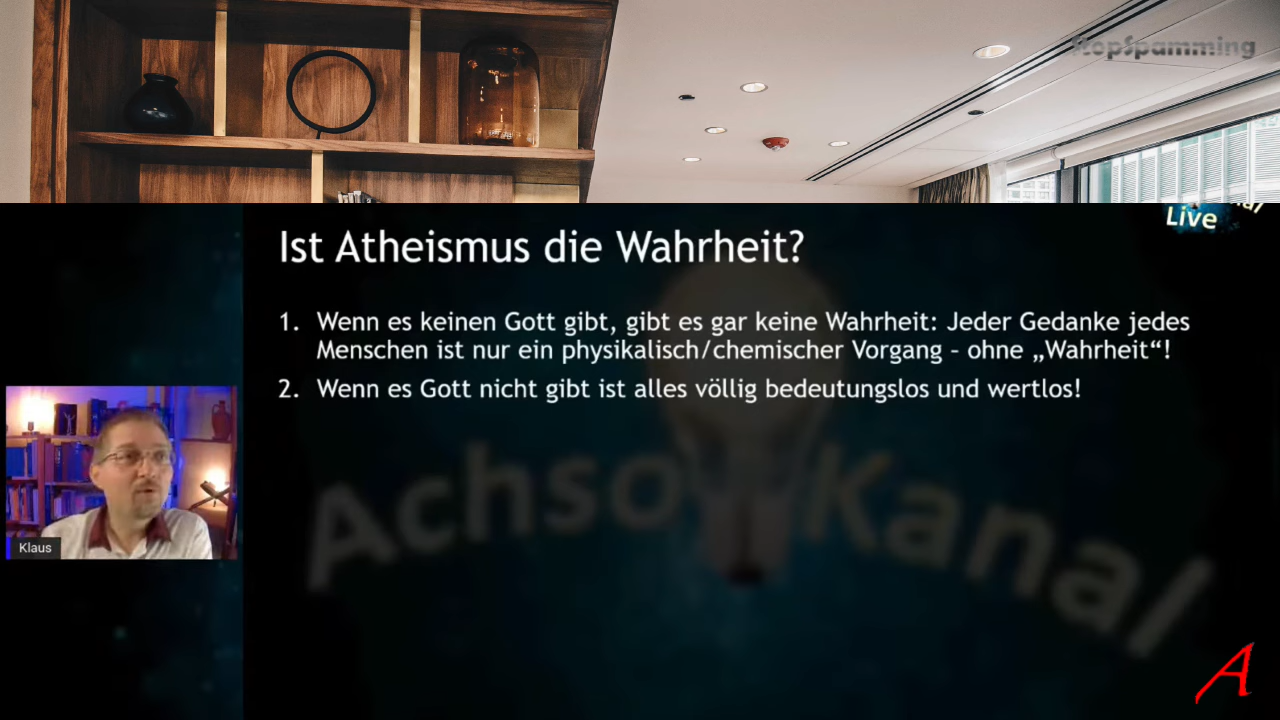 StopSpamming
Live
Ist Atheismus die Wahrheit?
1. Wenn es keinen Gott gibt, gibt es gar keine Wahrheit: Jeder Gedanke jedes
Menschen ist nur ein physikalisch/chemischer Vorgang – ohne „Wahrheit“!
2. Wenn es Gott nicht gibt ist alles völlig bedeutungslos und wertlos!
Achso Kanal
Klaus
A